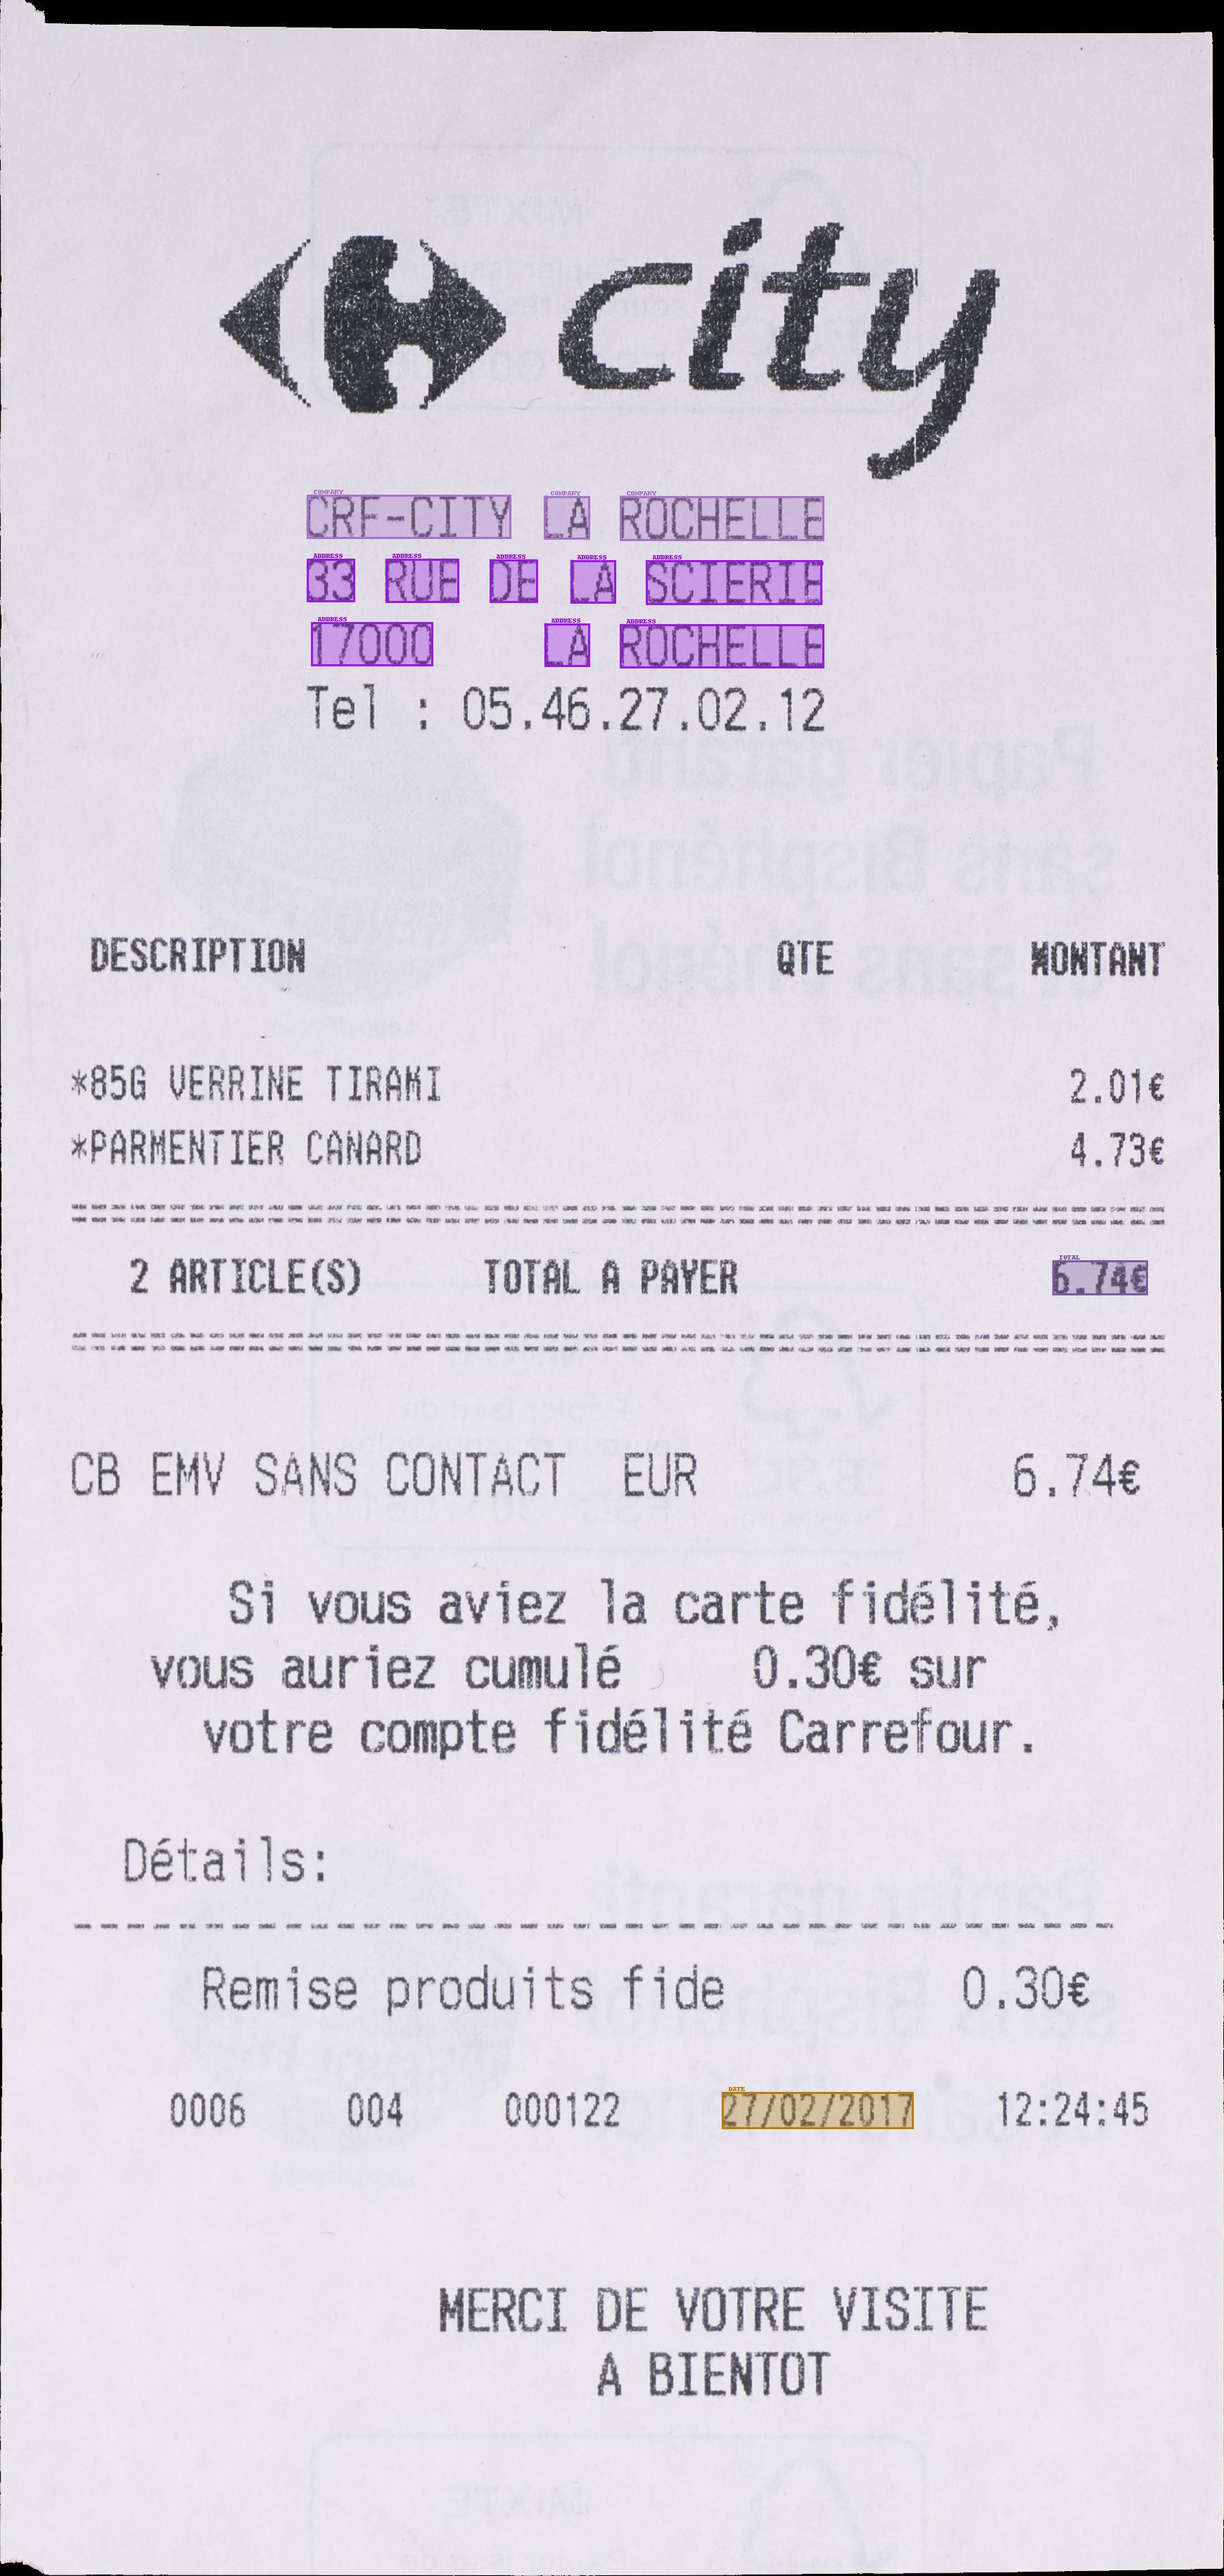 city
CRF-CITY LA ROCHELLE
33 RUE DE LA SCIERIE
17000 LA ROCHELLE
Tel : 05.46.27.02.12
DESCRIPTION QTE MONTANT
*85G VERRINE TIRAMI 2.01€
*PARMENTIER CANARD 4.73€
2 ARTICLE(S) TOTAL A PAYER 6.74€
CB EMV SANS CONTACT EUR 6.74€
Si vous aviez la carte fidélité,
vous auriez cumulé 0.30€ sur
votre compte fidélité Carrefour.
Détails:
Remise produits fide 0.30€
0006 004 000122 27/02/2017 12:24:45
MERCI DE VOTRE VISITE
A BIENTOT